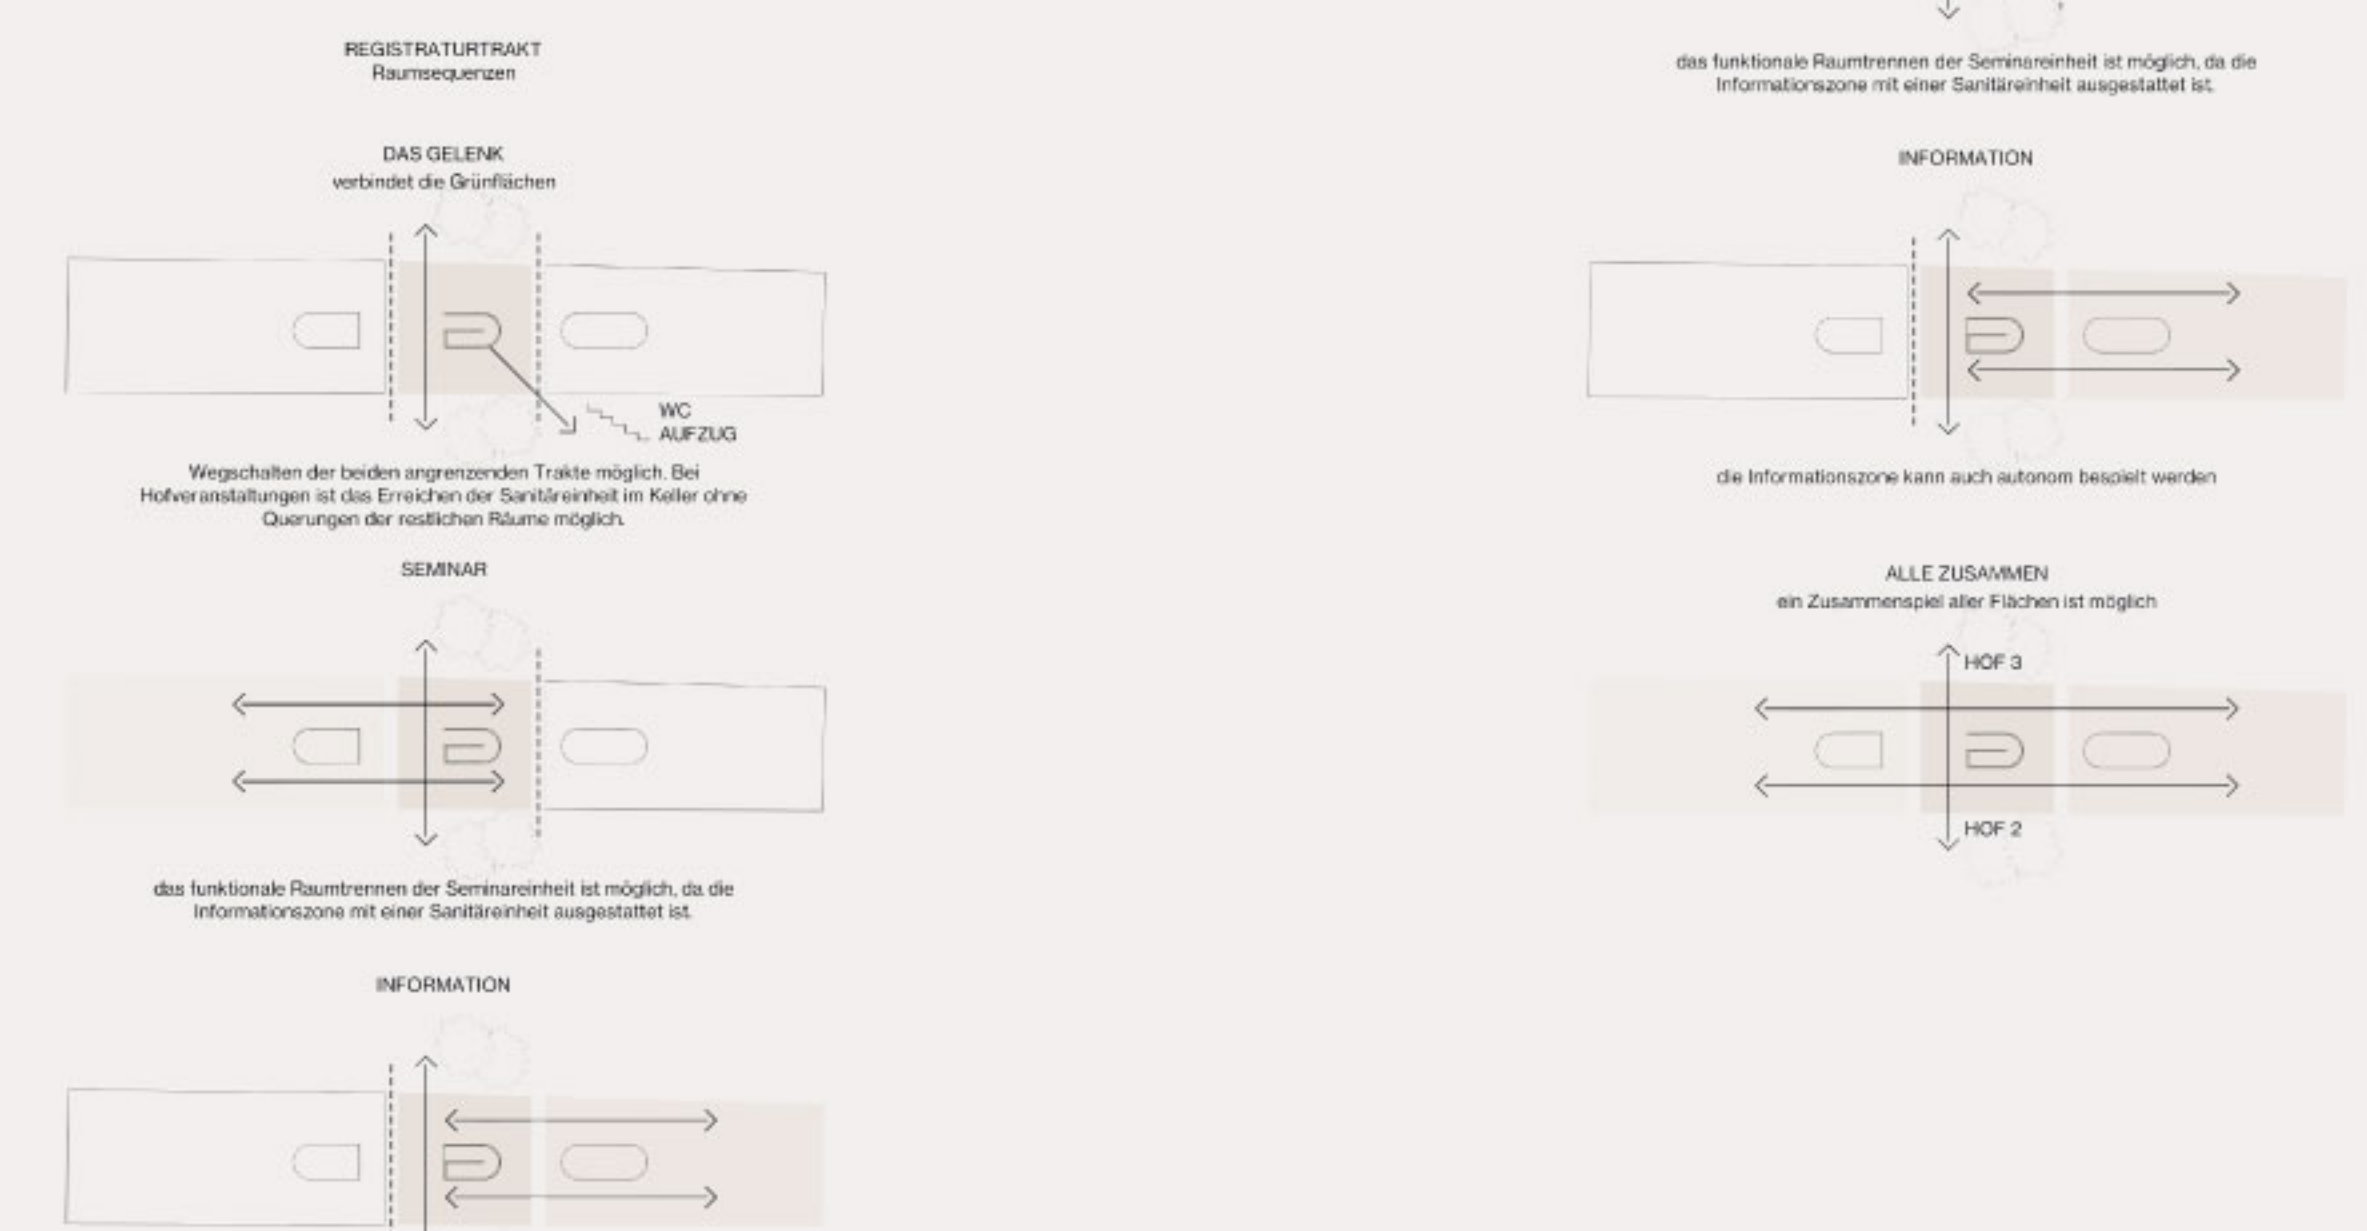 REGISTRATURTRAKT
Raumsequenzen
DAS GELENK
verbindet die Grünflächen
WC
AUFZUG
Wegschalten der beiden angrenzenden Trakte möglich. Bei
Hofveranstaltungen ist das Erreichen der Sanitäreinheit im Keller ohne
Querungen der restlichen Räume möglich.
SEMINAR
das funktionale Raumtrennen der Seminareinheit ist möglich, da die
Informationszone mit einer Sanitäreinheit ausgestattet ist.
INFORMATION
das funktionale Raumtrennen der Seminareinheit ist möglich, da die
Informationszone mit einer Sanitäreinheit ausgestattet ist.
INFORMATION
die Informationszone kann auch autonom bespielt werden
ALLE ZUSAMMEN
ein Zusammenspiel aller Flächen ist möglich
HOF 3
HOF 2